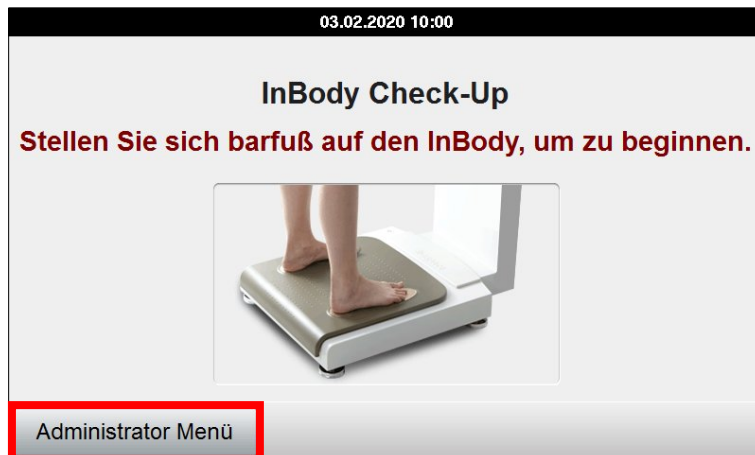 03.02.2020 10:00
InBody Check-Up
Stellen Sie sich barfuß auf den InBody, um zu beginnen.
Administrator Menü